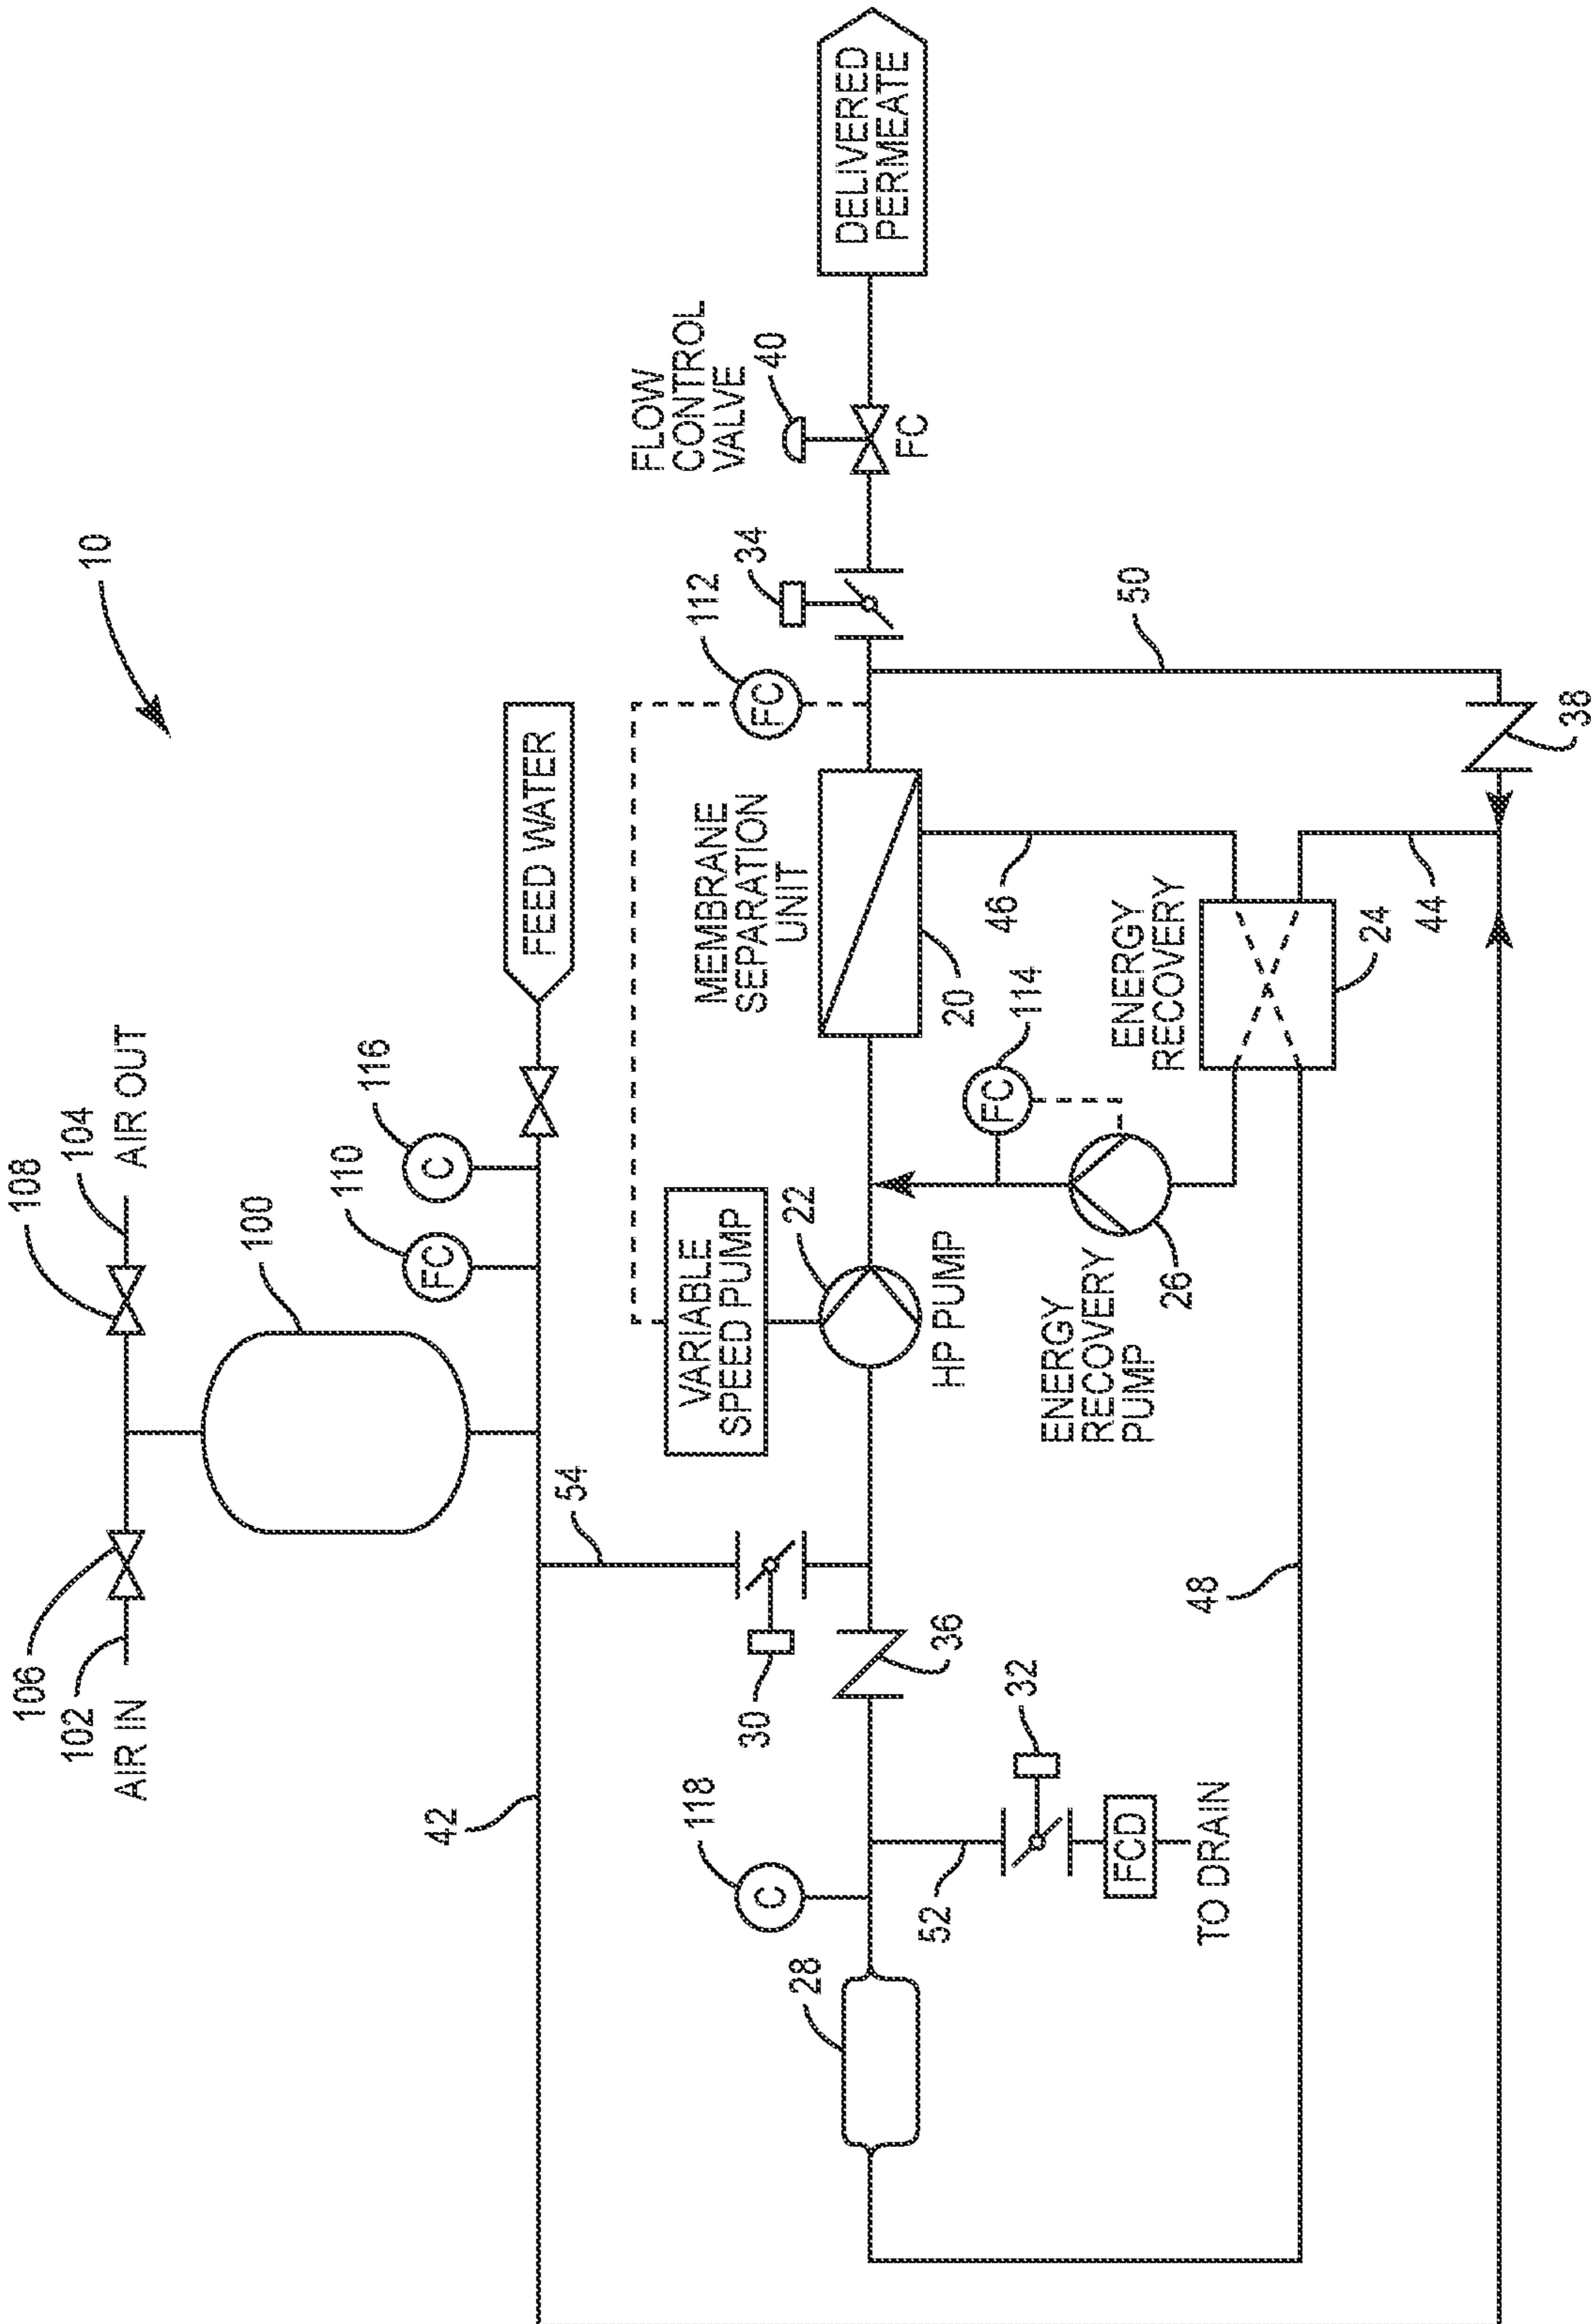 10
106
102
AIR IN
108
104
AIR OUT
100
110
FC
116
C
FEED WATER
42
54
FLOW
CONTROL
VALVE
40
FC
34
112
FC
DELIVERED
PERMEATE
MEMBRANE
SEPARATION
UNIT
20
VARIABLE
SPEED PUMP
22
HP PUMP
30
36
118
C
28
52
32
FCD
TO DRAIN
114
FC
ENERGY
RECOVERY
PUMP
26
ENERGY
RECOVERY
24
46
44
48
50
38